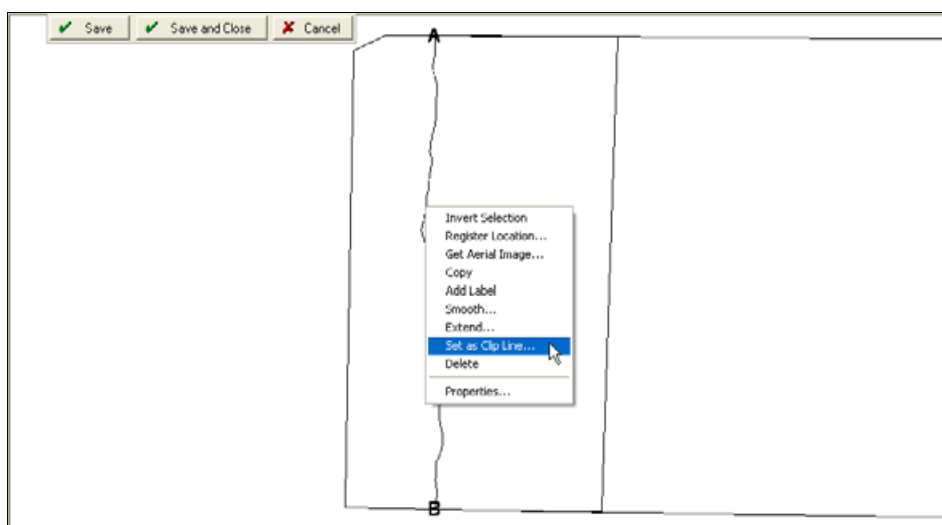 Save Save and Close Cancel
A
Invert Selection
Register Location...
Get Aerial Image...
Copy
Add Label
Smooth...
Extend...
Set as Clip Line...
Delete
Properties...
B